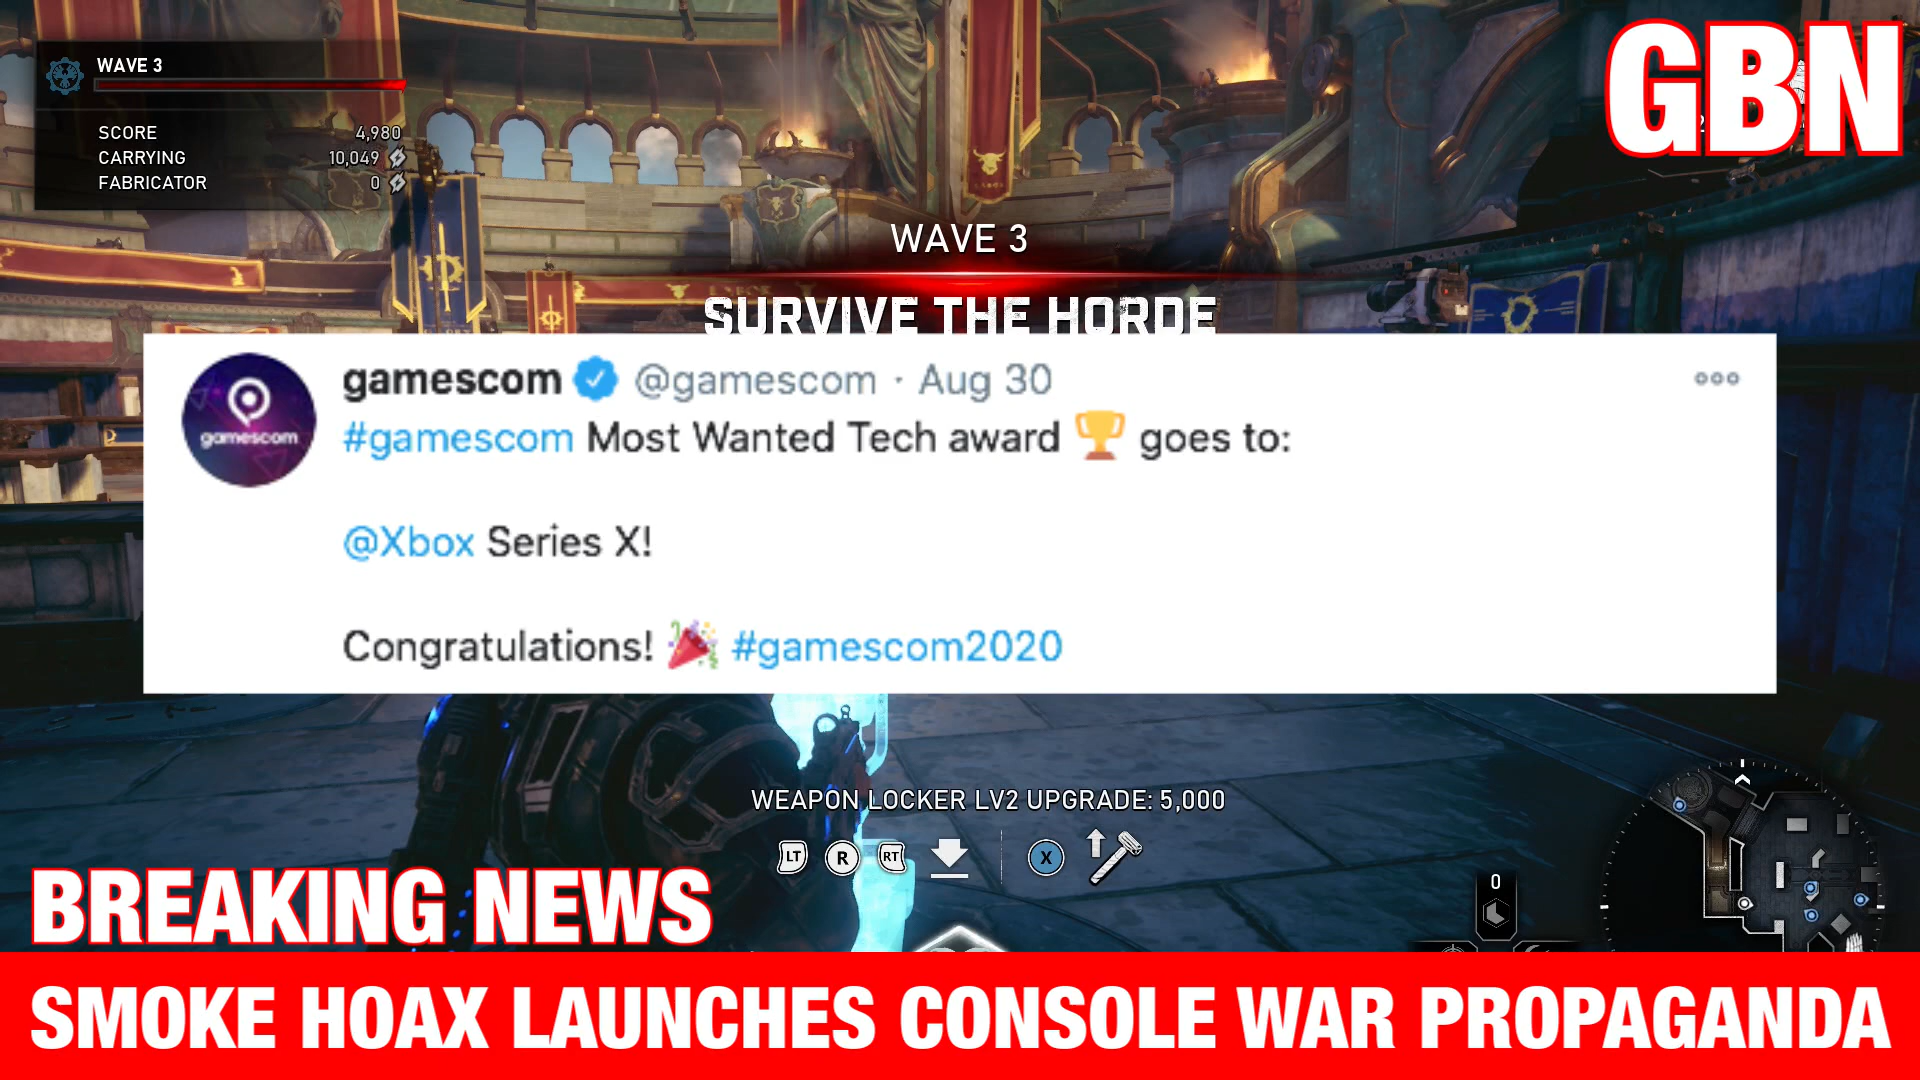 WAVE 3
GBN
SCORE 4,980
CARRYING 10,049
FABRICATOR 0
WAVE 3
SURVIVE THE HORDE
gamescom @gamescom · Aug 30
gamescom
#gamescom Most Wanted Tech award 🏆 goes to:
@Xbox Series X!
Congratulations! 🎉 #gamescom2020
WEAPON LOCKER LV2 UPGRADE: 5,000
LT R RT X
0
BREAKING NEWS
SMOKE HOAX LAUNCHES CONSOLE WAR PROPAGANDA